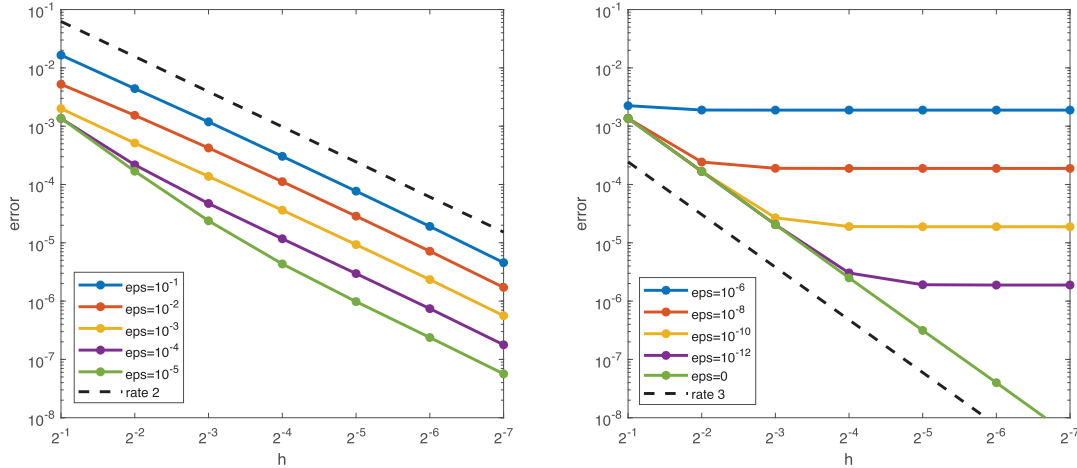 10⁻¹
10⁻²
10⁻³
10⁻⁴
10⁻⁵
10⁻⁶
10⁻⁷
10⁻⁸
error
eps=10⁻¹
eps=10⁻²
eps=10⁻³
eps=10⁻⁴
eps=10⁻⁵
rate 2
2⁻¹ 2⁻² 2⁻³ 2⁻⁴ 2⁻⁵ 2⁻⁶ 2⁻⁷
h
10⁻¹
10⁻²
10⁻³
10⁻⁴
10⁻⁵
10⁻⁶
10⁻⁷
10⁻⁸
error
eps=10⁻⁶
eps=10⁻⁸
eps=10⁻¹⁰
eps=10⁻¹²
eps=0
rate 3
2⁻¹ 2⁻² 2⁻³ 2⁻⁴ 2⁻⁵ 2⁻⁶ 2⁻⁷
h